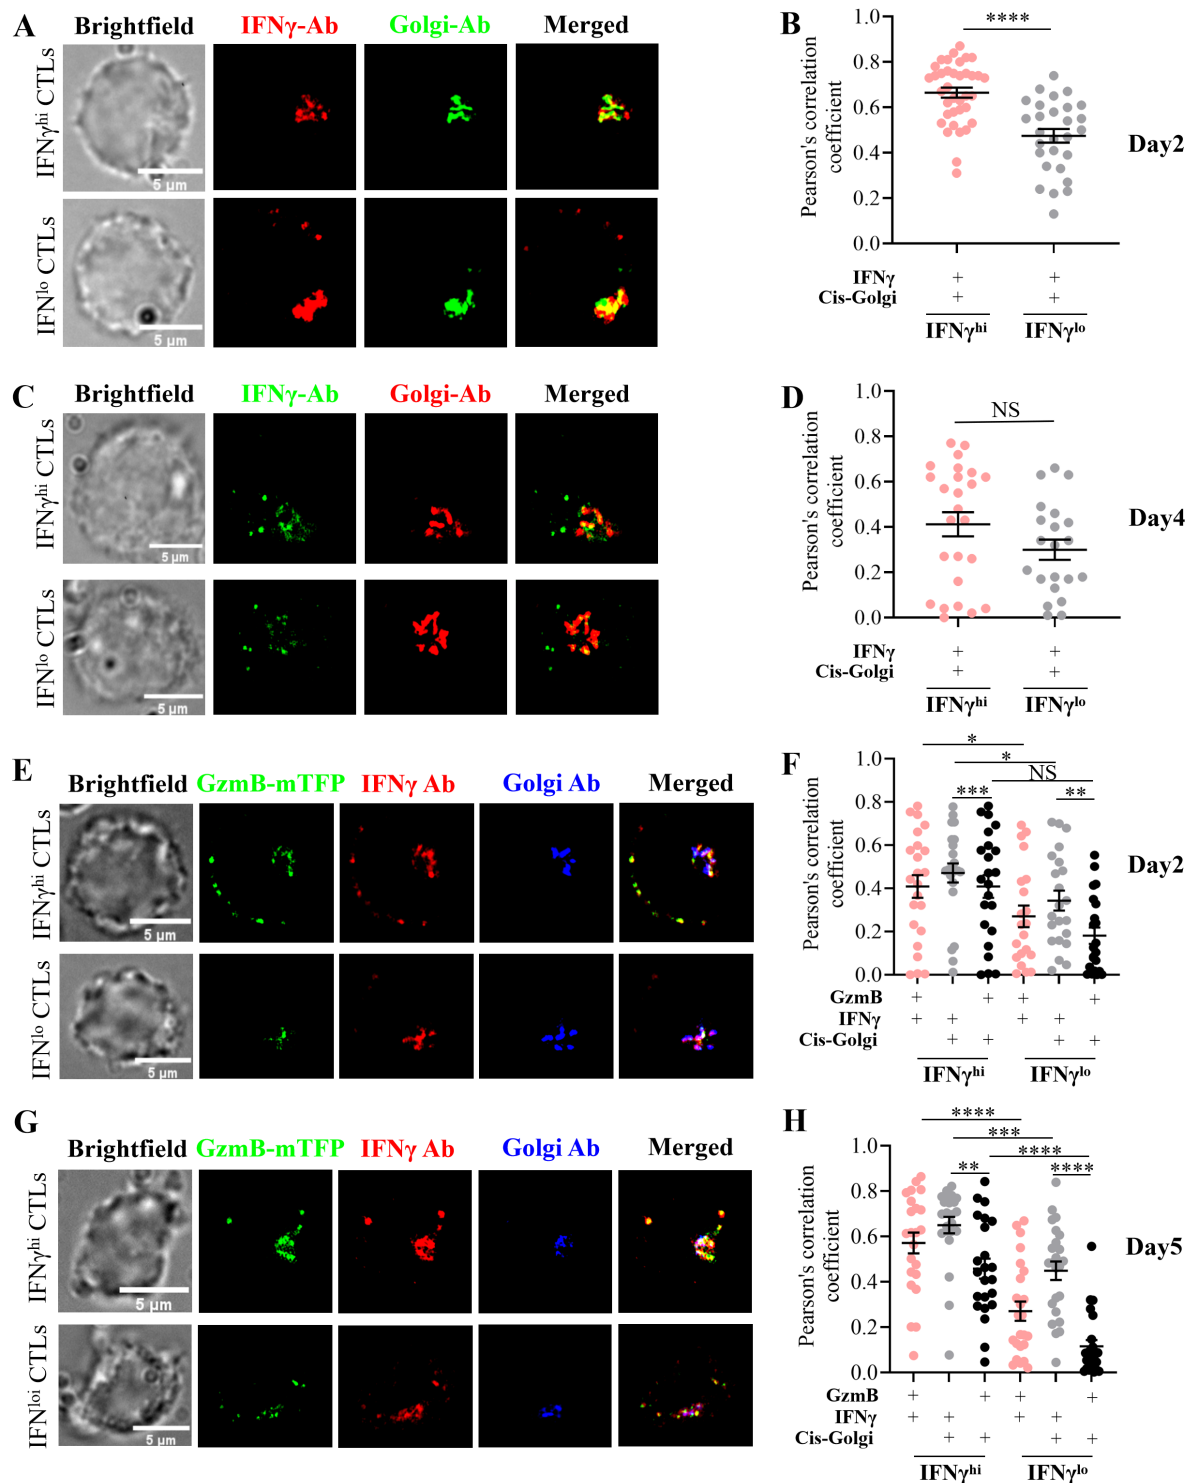 A
Brightfield IFNγ-Ab Golgi-Ab Merged
IFNγhi CTLs
5 μm
IFNlo CTLs
5 μm
B
****
Pearson's correlation
coefficient
1.0
0.8
0.6
0.4
0.2
0.0
Day2
IFNγ + +
Cis-Golgi + +
IFNγhi IFNγlo
C
Brightfield IFNγ-Ab Golgi-Ab Merged
IFNγhi CTLs
5 μm
IFNlo CTLs
5 μm
D
NS
Pearson's correlation
coefficient
1.0
0.8
0.6
0.4
0.2
0.0
Day4
IFNγ + +
Cis-Golgi + +
IFNγhi IFNγlo
E
Brightfield GzmB-mTFP IFNγ Ab Golgi Ab Merged
IFNγhi CTLs
5 μm
IFNlo CTLs
5 μm
F
*
*
NS
*** **
Pearson's correlation
coefficient
1.0
0.8
0.6
0.4
0.2
0.0
Day2
GzmB + + + +
IFNγ + + + +
Cis-Golgi + + + +
IFNγhi IFNγlo
G
Brightfield GzmB-mTFP IFNγ Ab Golgi Ab Merged
IFNγhi CTLs
5 μm
IFNloi CTLs
5 μm
H
****
***
****
** ****
Pearson's correlation
coefficient
1.0
0.8
0.6
0.4
0.2
0.0
Day5
GzmB + + + +
IFNγ + + + +
Cis-Golgi + + + +
IFNγhi IFNγlo